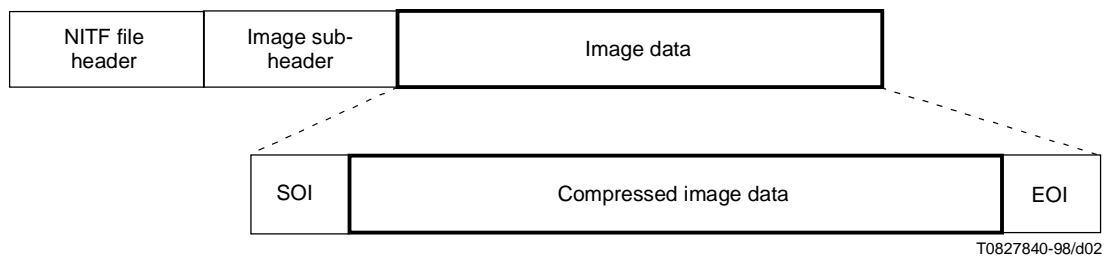 NITF file
header
Image sub-
header
Image data
SOI
Compressed image data
EOI
T0827840-98/d02